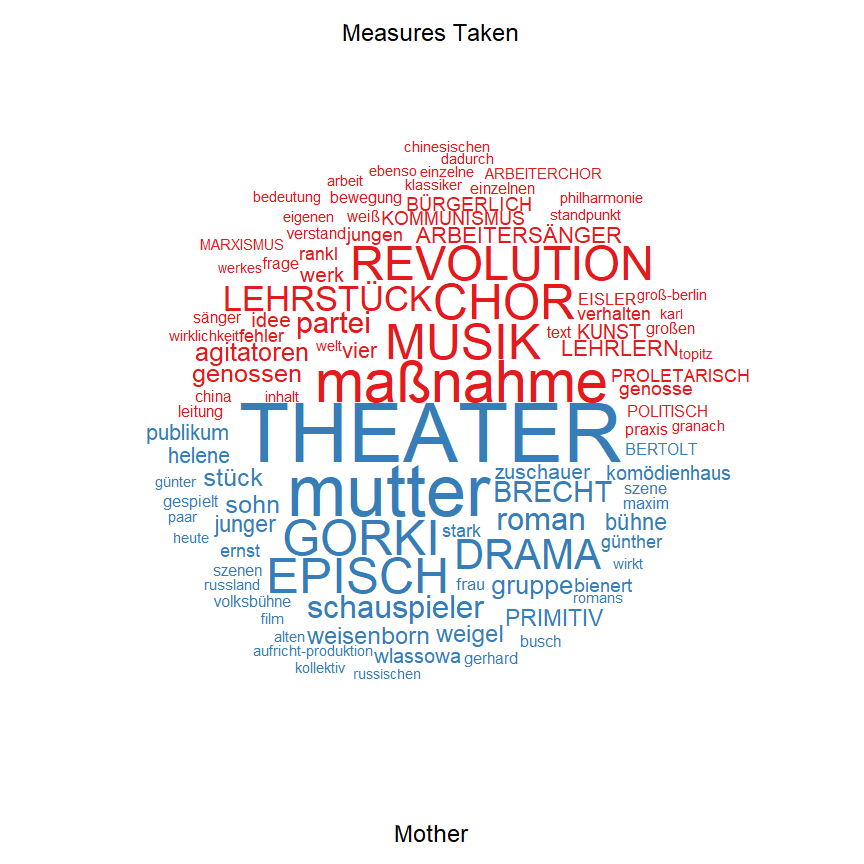 Measures Taken
chinesischen
dadurch
ebenso einzelne ARBEITERCHOR
arbeit klassiker einzelnen
bedeutung bewegung BÜRGERLICH philharmonie
eigenen weiß KOMMUNISMUS standpunkt
verstand jungen ARBEITERSÄNGER
MARXISMUS rankl REVOLUTION
werkes frage werk
LEHRSTÜCK CHOR EISLER groß-berlin
sänger idee partei verhalten karl
wirklichkeit fehler MUSIK text KUNST großen
agitatoren welt vier LEHRLERN topitz
genossen maßnahme PROLETARISCH
china inhalt genosse
leitung THEATER POLITISCH
publikum praxis granach
helene BERTOLT
stück mutter zuschauer komödienhaus
günter BRECHT szene
gespielt sohn maxim
paar junger GORKI stark roman bühne
heute ernst DRAMA günther
szenen EPISCH wirkt
russland frau gruppe bienert
volksbühne schauspieler romans
film PRIMITIV
alten weisenborn weigel busch
aufricht-produktion wlassowa gerhard
kollektiv russischen
Mother